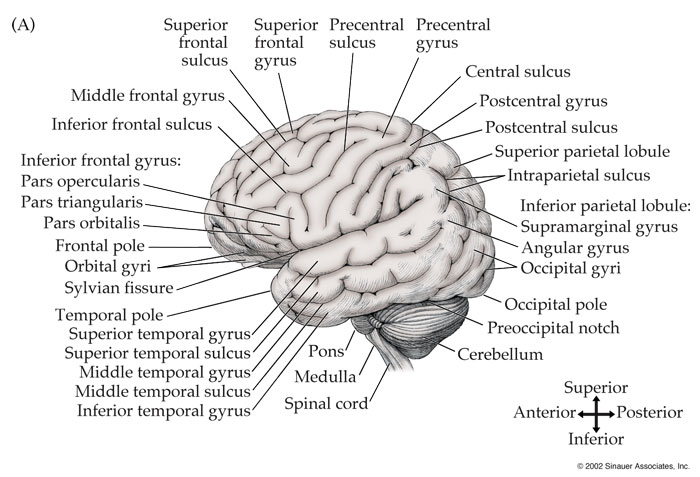 (A)
Superior
frontal
sulcus
Superior
frontal
gyrus
Precentral
sulcus
Precentral
gyrus
Middle frontal gyrus
Inferior frontal sulcus
Inferior frontal gyrus:
Pars opercularis
Pars triangularis
Pars orbitalis
Frontal pole
Orbital gyri
Sylvian fissure
Temporal pole
Superior temporal gyrus
Superior temporal sulcus
Middle temporal gyrus
Middle temporal sulcus
Inferior temporal gyrus
Central sulcus
Postcentral gyrus
Postcentral sulcus
Superior parietal lobule
Intraparietal sulcus
Inferior parietal lobule:
Supramarginal gyrus
Angular gyrus
Occipital gyri
Occipital pole
Preoccipital notch
Cerebellum
Pons
Medulla
Spinal cord
Superior
Anterior
Posterior
Inferior
© 2002 Sinauer Associates, Inc.